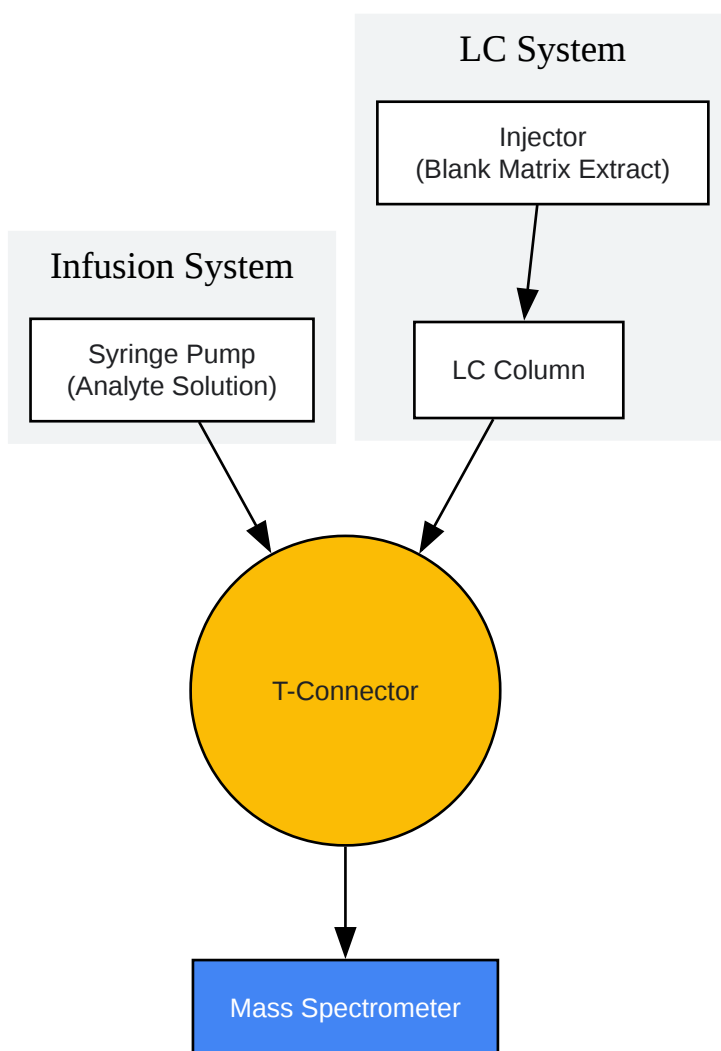 LC System
Injector
(Blank Matrix Extract)
Infusion System
Syringe Pump
(Analyte Solution)
LC Column
T-Connector
Mass Spectrometer